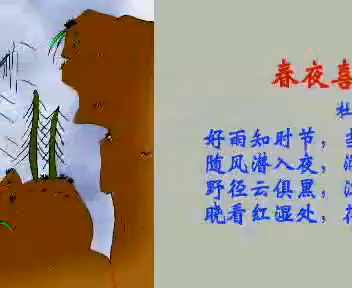 春夜喜
杜
好雨知时节，
随风潜入夜，
野径云俱黑，
晓看红湿处，